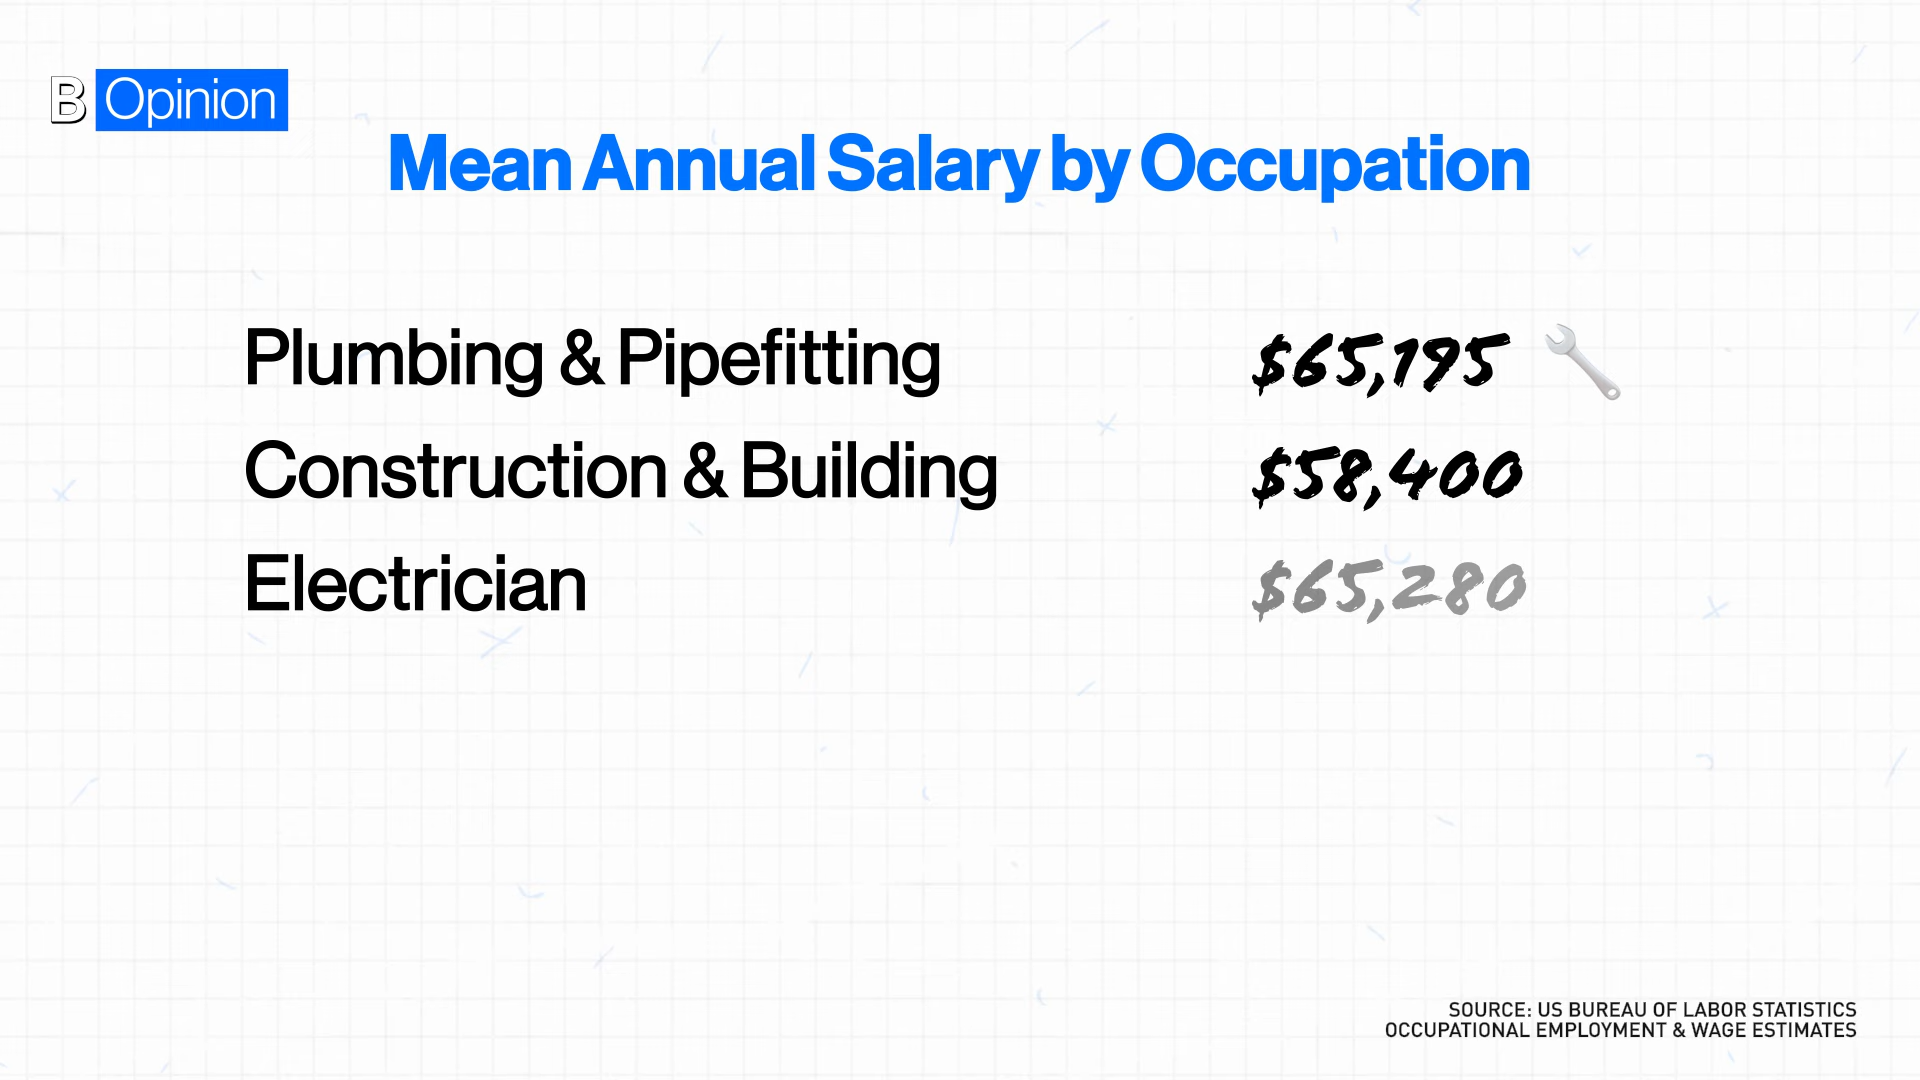 B Opinion
Mean Annual Salary by Occupation
Plumbing & Pipefitting $65,195
Construction & Building $58,400
Electrician $65,280
SOURCE: US BUREAU OF LABOR STATISTICS
OCCUPATIONAL EMPLOYMENT & WAGE ESTIMATES